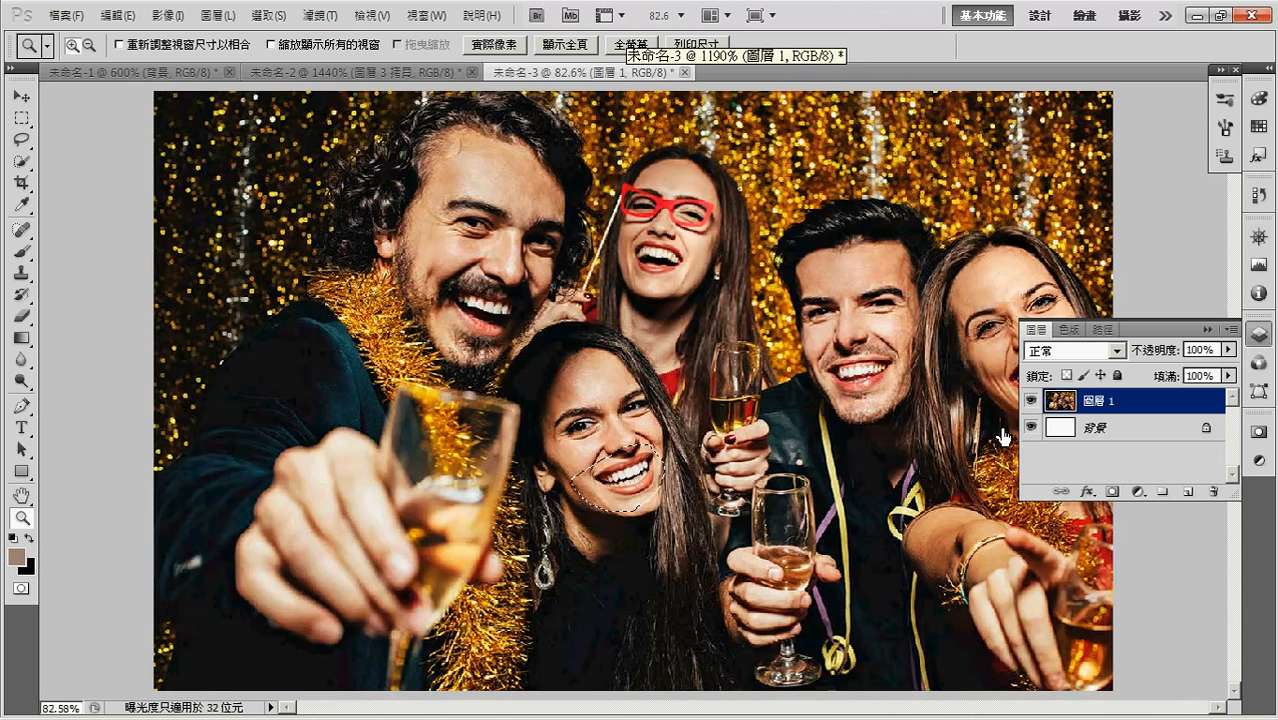 Ps 檔案(F) 編輯(E) 影像(I) 圖層(L) 選取(S) 濾鏡(T) 檢視(V) 視窗(W) 說明(H) Br Mb 82.6 基本功能 設計 繪畫 攝影
重新調整視窗尺寸以相合 縮放顯示所有的視窗 拖曳縮放 實際像素 顯示全頁 全螢幕 列印尺寸
未命名-3 @ 1190% (圖層 1, RGB/8) *
未命名-1 @ 600% (背景, RGB/8) * 未命名-2 @ 1440% (圖層 3 拷貝, RGB/8) * 未命名-3 @ 82.6% (圖層 1, RGB/8) *
圖層 色版 路徑
正常 不透明度: 100%
鎖定: 填滿: 100%
圖層 1
背景
82.58% 曝光度只適用於 32 位元